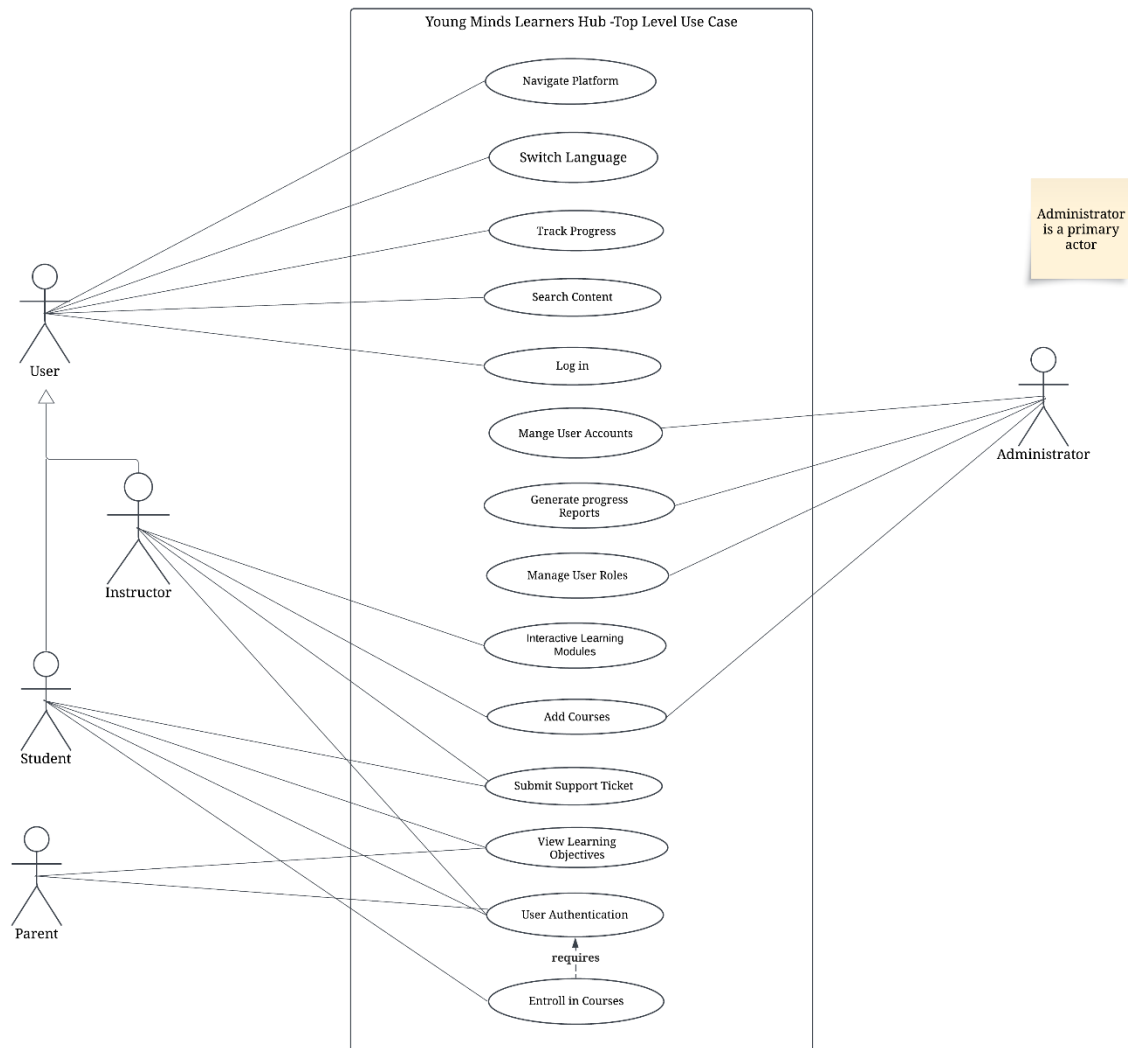 Young Minds Learners Hub -Top Level Use Case
Navigate Platform
Switch Language
Track Progress
Search Content
Log in
Mange User Accounts
Generate progress
Reports
Manage User Roles
Interactive Learning
Modules
Add Courses
Submit Support Ticket
View Learning
Objectives
User Authentication
requires
Entroll in Courses
User
Instructor
Student
Parent
Administrator
is a primary
actor
Administrator